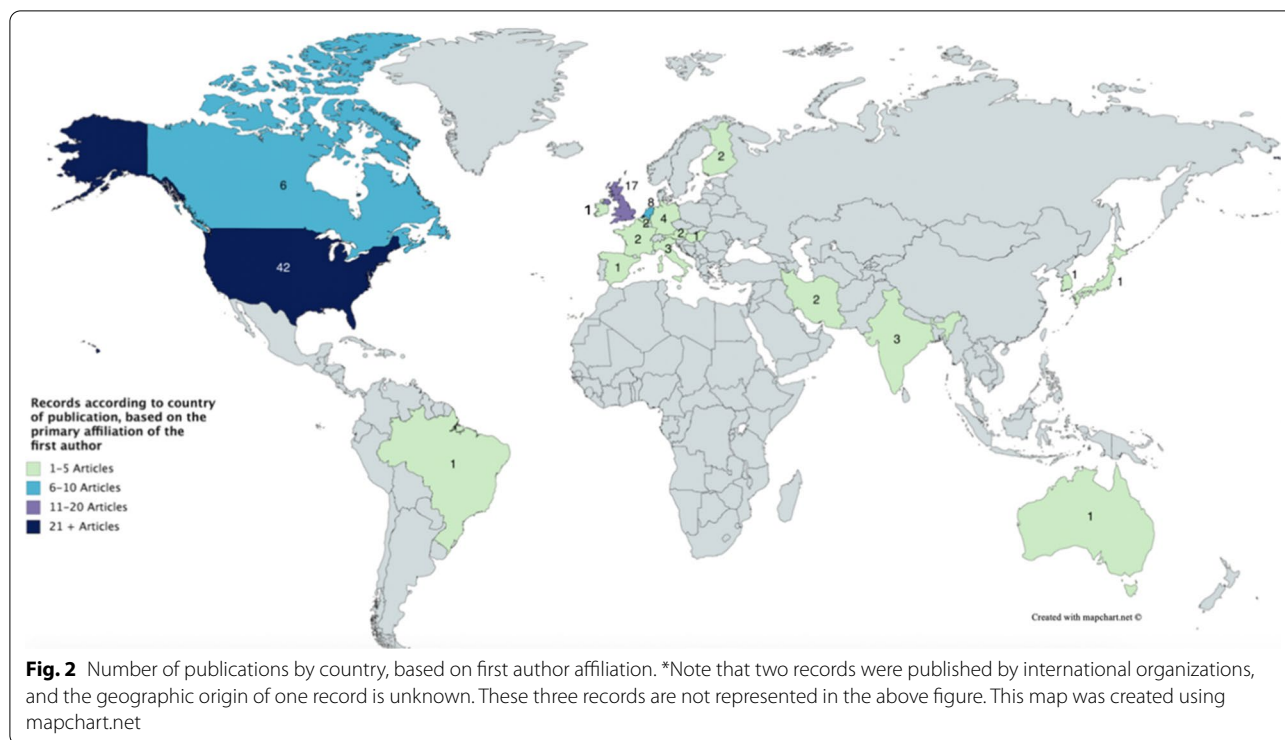 6
42
17
2
8
1
4
2
2
1
2
3
1
2
3
1
1
1
1
Records according to country
of publication, based on the
primary affiliation of the
first author
1–5 Articles
6–10 Articles
11–20 Articles
21 + Articles
Created with mapchart.net ©
Fig. 2 Number of publications by country, based on first author affiliation. *Note that two records were published by international organizations,
and the geographic origin of one record is unknown. These three records are not represented in the above figure. This map was created using
mapchart.net